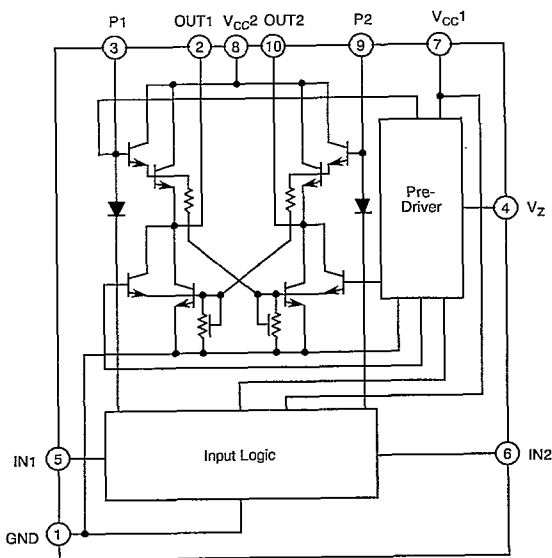 P1 OUT1 VCC2 OUT2 P2 VCC1
3 2 8 10 9 7
Pre-
Driver
4 VZ
IN1 5
Input Logic
6 IN2
GND 1